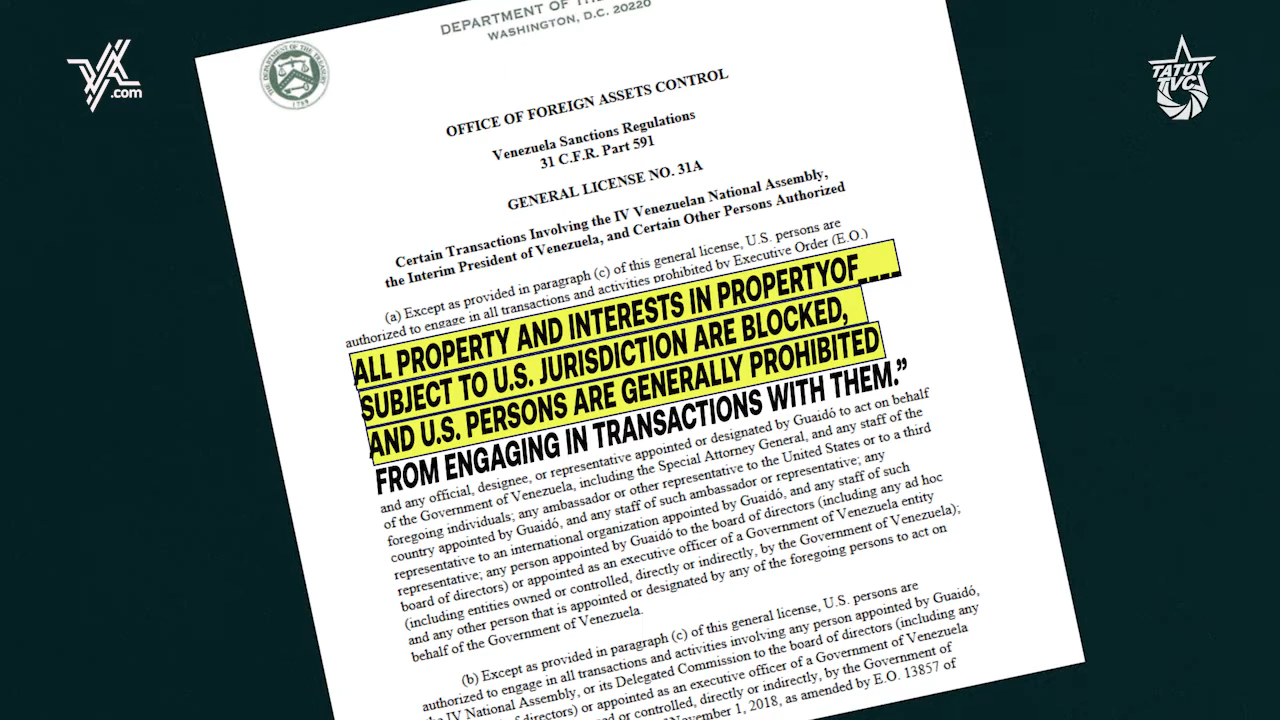 VA
.com
TATUY
TVC
DEPARTMENT OF THE
WASHINGTON, D.C. 20220
THE DEPARTMENT OF THE TREASURY
1789
OFFICE OF FOREIGN ASSETS CONTROL
Venezuela Sanctions Regulations
31 C.F.R. Part 591
GENERAL LICENSE NO. 31A
Certain Transactions Involving the IV Venezuelan National Assembly,
the Interim President of Venezuela, and Certain Other Persons Authorized
(a) Except as provided in paragraph (c) of this general license, U.S. persons are
authorized to engage in all transactions and activities prohibited by Executive Order (E.O.)
ALL PROPERTY AND INTERESTS IN PROPERTYOF....
SUBJECT TO U.S. JURISDICTION ARE BLOCKED,
AND U.S. PERSONS ARE GENERALLY PROHIBITED
FROM ENGAGING IN TRANSACTIONS WITH THEM.”
and any official, designee, or representative appointed or designated by Guaidó to act on behalf
of the Government of Venezuela, including the Special Attorney General, and any staff of the
foregoing individuals; any ambassador or other representative to the United States or to a third
country appointed by Guaidó, and any staff of such ambassador or representative; any
representative to an international organization appointed by Guaidó, and any staff of such
representative; any person appointed by Guaidó to the board of directors (including any ad hoc
board of directors) or appointed as an executive officer of a Government of Venezuela entity
(including entities owned or controlled, directly or indirectly, by the Government of Venezuela);
and any other person that is appointed or designated by any of the foregoing persons to act on
behalf of the Government of Venezuela.
(b) Except as provided in paragraph (c) of this general license, U.S. persons are
authorized to engage in all transactions and activities involving any person appointed by Guaidó,
the IV National Assembly, or its Delegated Commission to the board of directors (including any
of directors) or appointed as an executive officer of a Government of Venezuela
ed or controlled, directly or indirectly, by the Government of
November 1, 2018, as amended by E.O. 13857 of